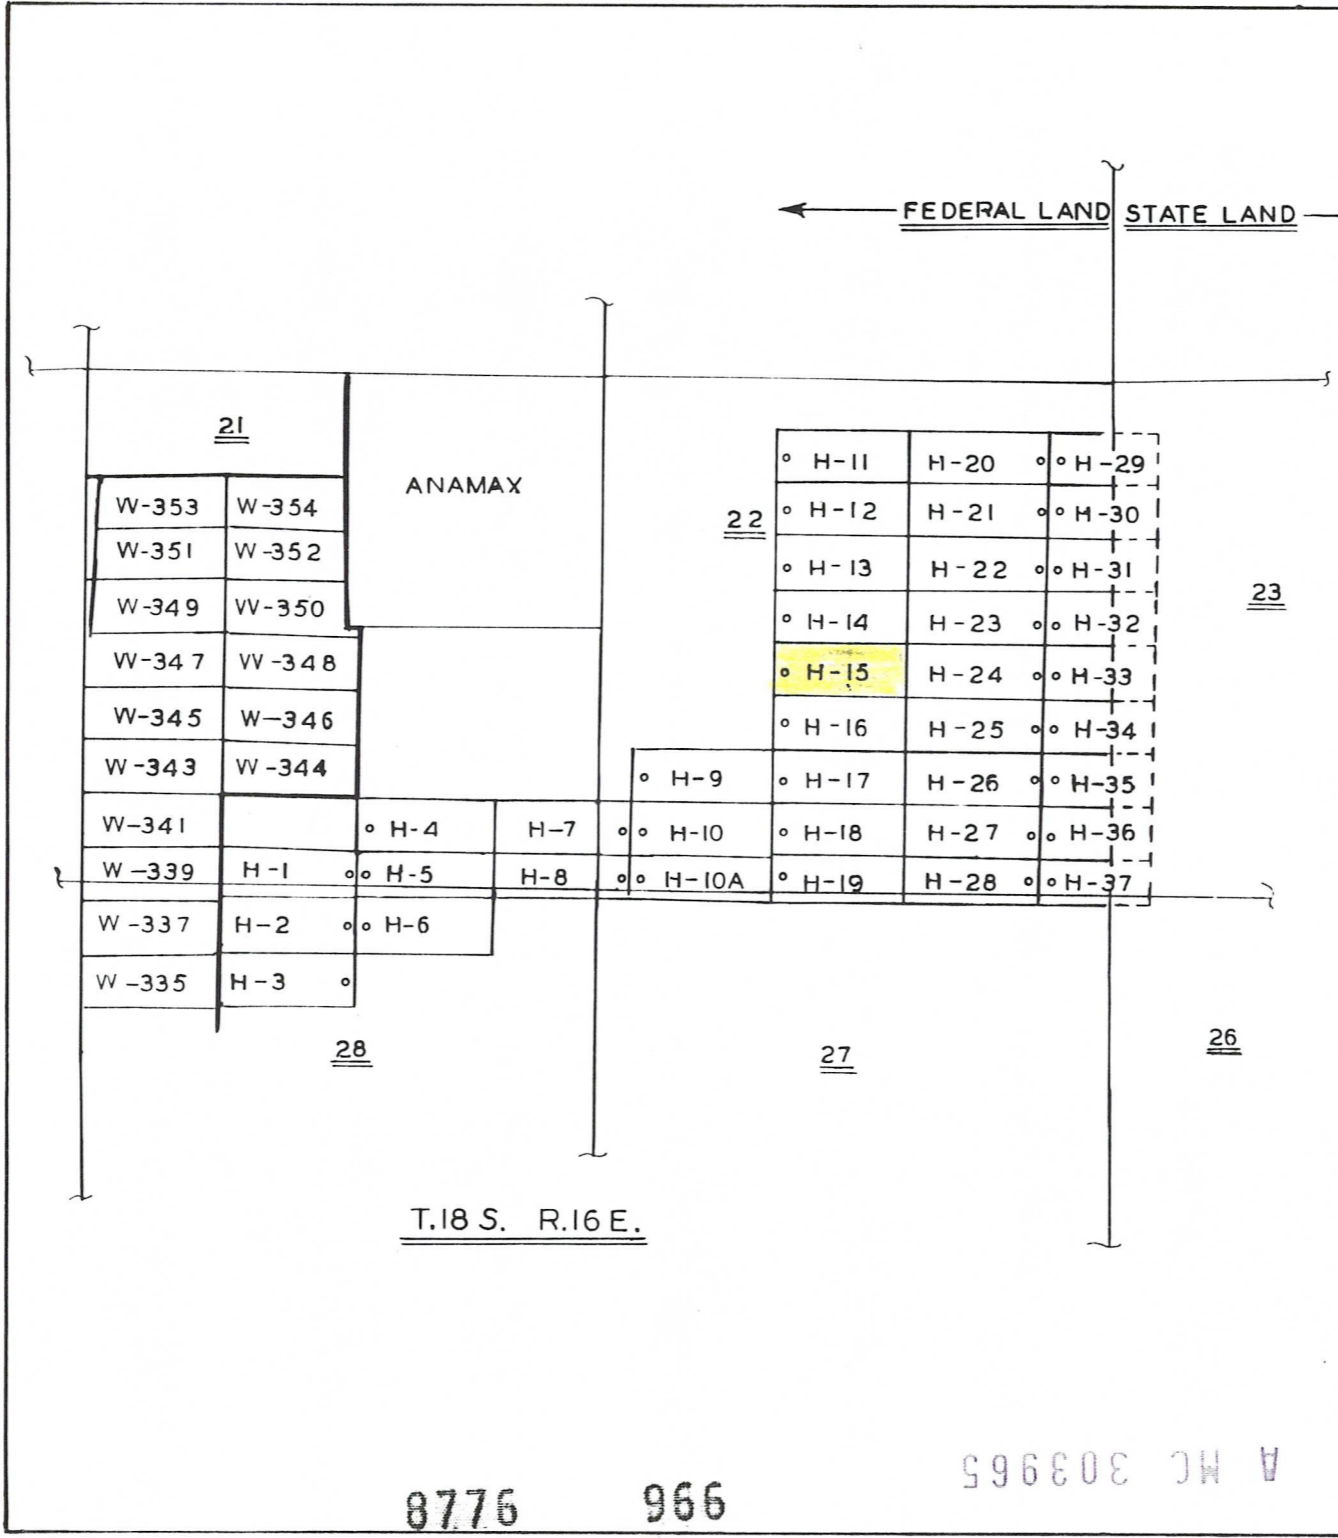 FEDERAL LAND STATE LAND
21
ANAMAX
H-11 H-20 H-29
W-353 W-354
22
H-12 H-21 H-30
W-351 W-352
H-13 H-22 H-31
23
W-349 W-350
H-14 H-23 H-32
W-347 W-348
H-15 H-24 H-33
W-345 W-346
H-16 H-25 H-34
W-343 W-344
H-9 H-17 H-26 H-35
W-341 H-4 H-7 H-10 H-18 H-27 H-36
W-339 H-1 H-5 H-8 H-10A H-19 H-28 H-37
W-337 H-2 H-6
W-335 H-3
28
27
26
T.18 S. R.16 E.
A MC 303965
8776 966